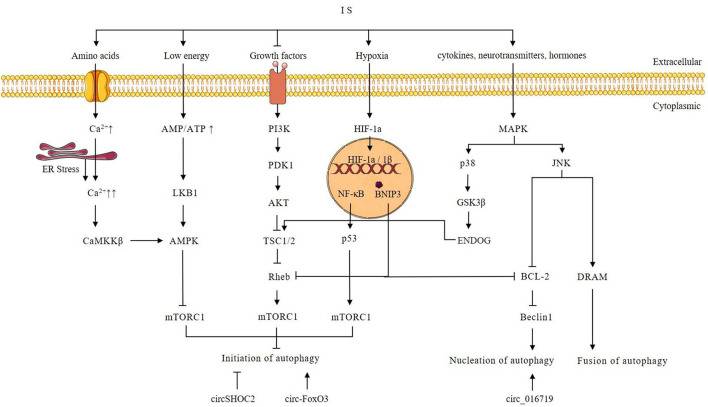 I S
Amino acids
Low energy
Growth factors
Hypoxia
cytokines, neurotransmitters, hormones
Extracellular
Cytoplasmic
Ca²⁺↑
AMP/ATP ↑
PI3K
HIF-1a
MAPK
ER Stress
PDK1
HIF-1a / 1β
p38
JNK
Ca²⁺↑↑
LKB1
AKT
NF-κB
BNIP3
GSK3β
CaMKKβ
AMPK
TSC1/2
p53
ENDOG
Rheb
BCL-2
DRAM
mTORC1
mTORC1
mTORC1
Beclin1
Initiation of autophagy
Nucleation of autophagy
Fusion of autophagy
circSHOC2
circ-FoxO3
circ_016719